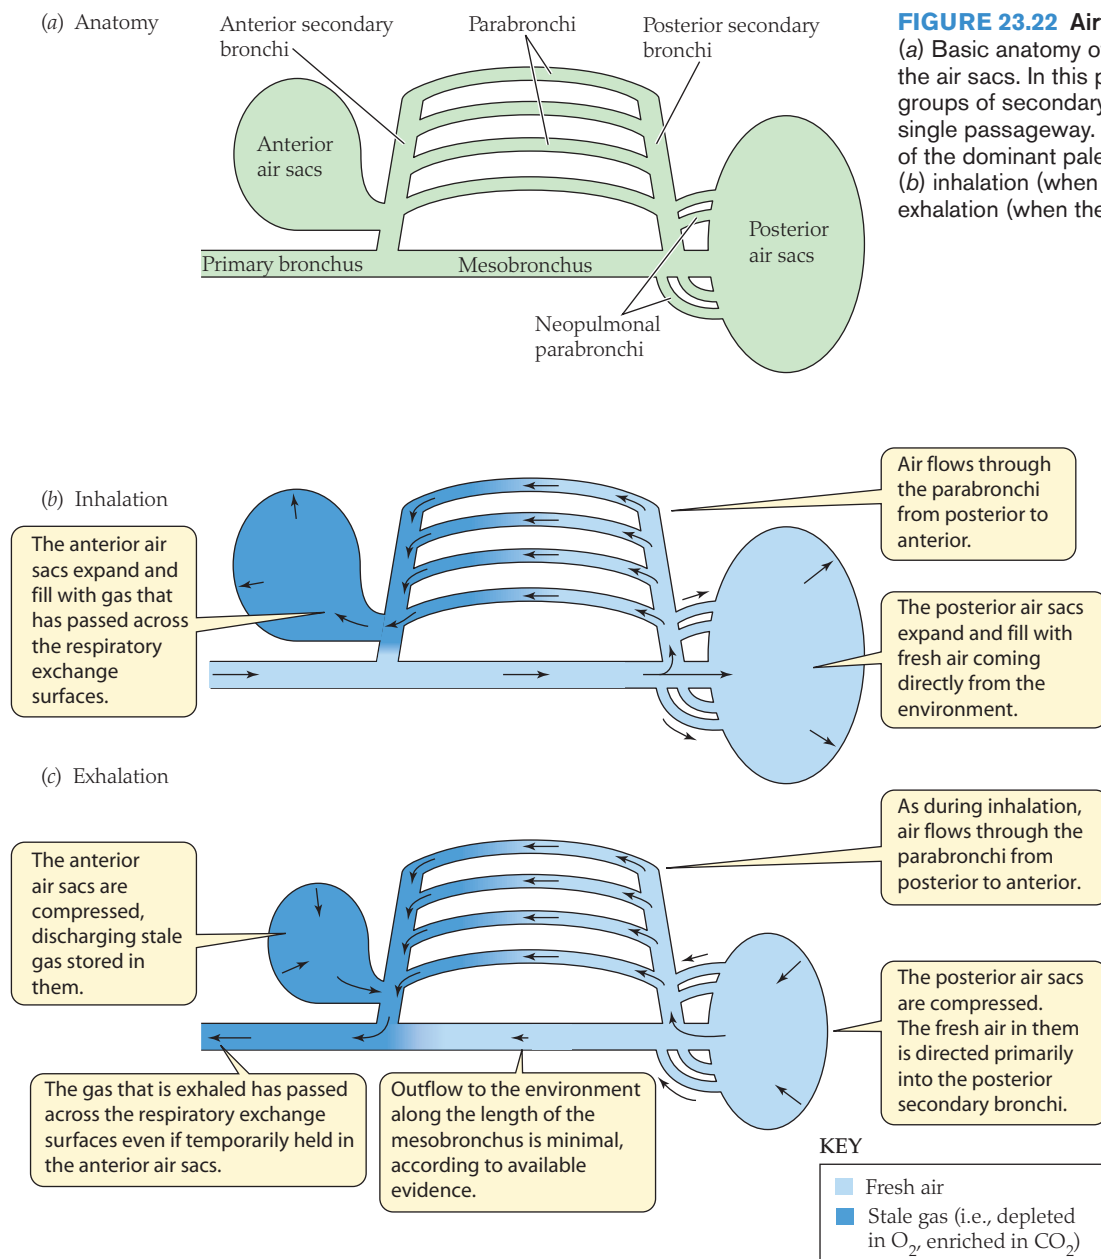 (a) Anatomy
Anterior secondary
bronchi
Parabronchi
Posterior secondary
bronchi
Anterior
air sacs
Posterior
air sacs
Primary bronchus
Mesobronchus
Neopulmonal
parabronchi
FIGURE 23.22 Air
(a) Basic anatomy o
the air sacs. In this p
groups of secondary
single passageway.
of the dominant pale
(b) inhalation (when
exhalation (when the
(b) Inhalation
The anterior air
sacs expand and
fill with gas that
has passed across
the respiratory
exchange
surfaces.
Air flows through
the parabronchi
from posterior to
anterior.
The posterior air sacs
expand and fill with
fresh air coming
directly from the
environment.
(c) Exhalation
The anterior
air sacs are
compressed,
discharging stale
gas stored in
them.
As during inhalation,
air flows through the
parabronchi from
posterior to anterior.
The posterior air sacs
are compressed.
The fresh air in them
is directed primarily
into the posterior
secondary bronchi.
The gas that is exhaled has passed
across the respiratory exchange
surfaces even if temporarily held in
the anterior air sacs.
Outflow to the environment
along the length of the
mesobronchus is minimal,
according to available
evidence.
KEY
Fresh air
Stale gas (i.e., depleted
in O₂, enriched in CO₂)